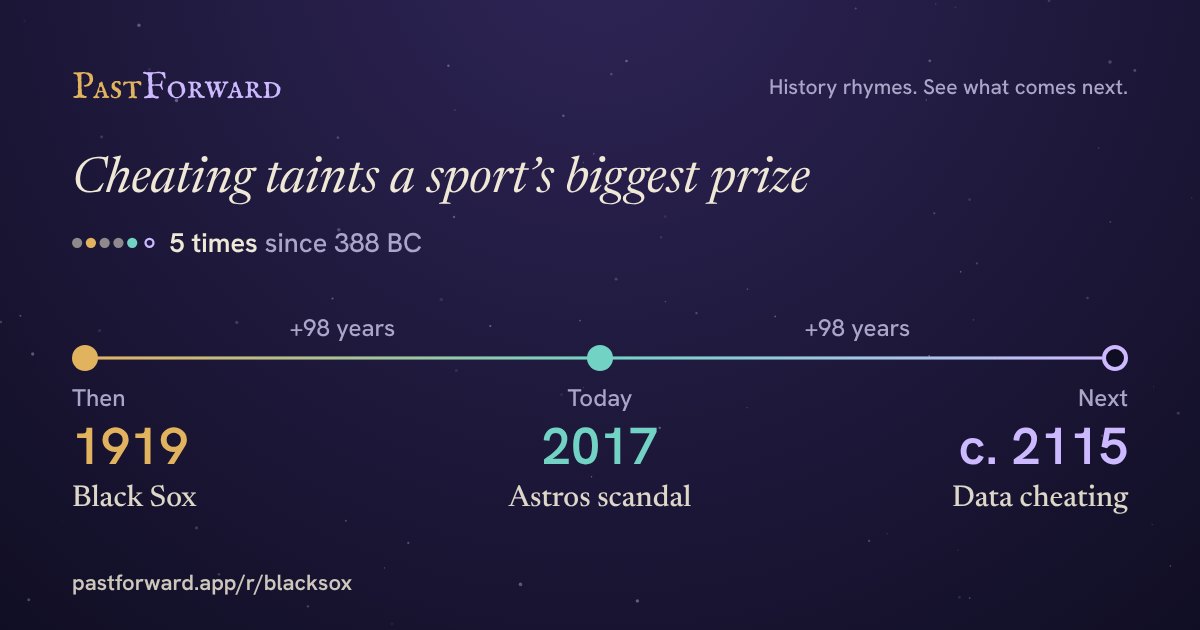 PastForward
History rhymes. See what comes next.
Cheating taints a sport’s biggest prize
5 times since 388 BC
+98 years
+98 years
Then
Today
Next
1919
2017
c. 2115
Black Sox
Astros scandal
Data cheating
pastforward.app/r/blacksox